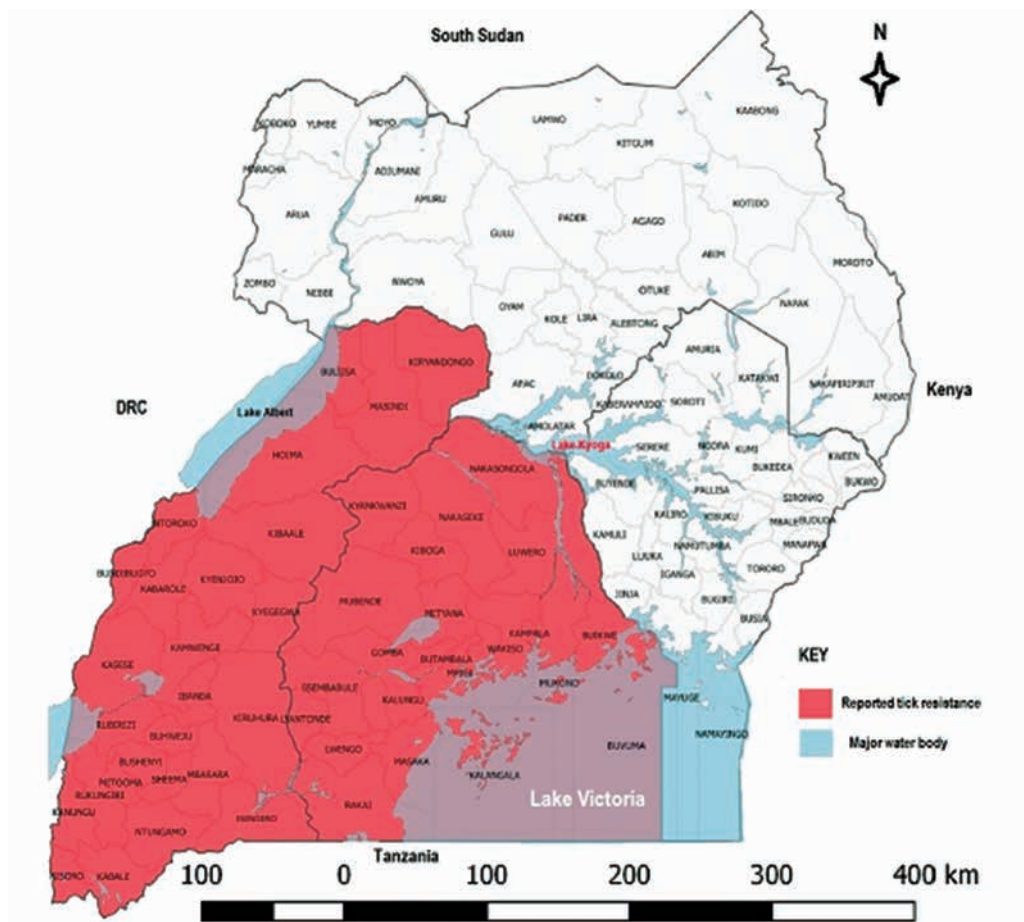 South Sudan
N
KAABONG
KOBOKO
YUMBE
MOYO
LAMWO
KITGUM
MARACHA
ADJUMANI
AMURU
ARUA
KOTIDO
PADER
AGAGO
GULU
ABIM
MOROTO
ZOMBO
NEBBI
NWOYA
OTUKE
NAPAK
OYAM
KOLE
LIRA
ALEBTONG
AMURIA
KIRYANDONGO
BULIISA
APAC
DOKOLO
KATAKWI
NAKAPIRIPIRIT
AMUDAT
Kenya
DRC
Lake Albert
MASINDI
KABERAMAIDO
SOROTI
AMOLATAR
Lake Kyoga
SERERE
NGORA
KUMI
BUKEDEA
KWEEN
BUKWO
HOIMA
NAKASONGOLA
BUYENDE
PALLISA
SIRONKO
KYANKWANZI
NAKASEKE
KALIRO
KIBUKU
MBALE
BUDUDA
NTOROKO
KIBAALE
KAMULI
MANAFWA
KIBOGA
LUWERO
LUUKA
NAMUTUMBA
TORORO
BUNDIBUGYO
KABAROLE
KYENJOJO
IGANGA
JINJA
BUGIRI
KYEGEGWA
MUBENDE
MITYANA
BUSIA
KAMPALA
BUIKWE
KAMWENGE
GOMBA
BUTAMBALA
WAKISO
MPIGI
KEY
KASESE
MUKONO
IBANDA
SSEMBABULE
KALUNGU
MAYUGE
Reported tick resistance
RUBIRIZI
KIRUHURA
LYANTONDE
NAMAYINGO
BUHWEJU
LWENGO
BUVUMA
Major water body
BUSHENYI
MASAKA
MITOOMA
SHEEMA
MBARARA
KALANGALA
RUKUNGIRI
Lake Victoria
KANUNGU
RAKAI
ISINGIRO
NTUNGAMO
Tanzania
KISORO
KABALE
100 0 100 200 300 400 km